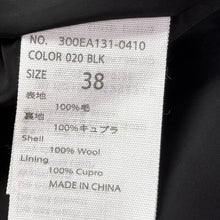 NO. 300EA131-0410
COLOR 020 BLK
SIZE 38
表地
100%毛
裏地
100%キュプラ
Shell
100% Wool
Lining
100% Cupro
MADE IN CHINA